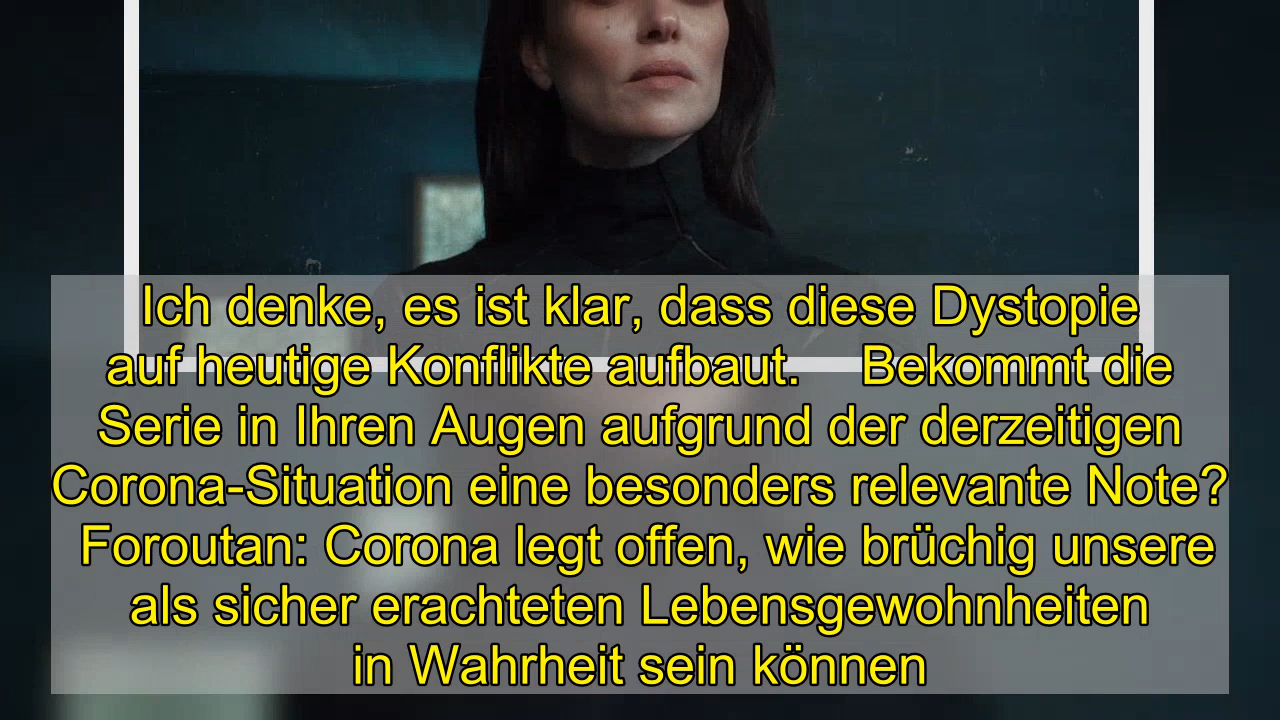 Ich denke, es ist klar, dass diese Dystopie
auf heutige Konflikte aufbaut. Bekommt die
Serie in Ihren Augen aufgrund der derzeitigen
Corona-Situation eine besonders relevante Note?
Foroutan: Corona legt offen, wie brüchig unsere
als sicher erachteten Lebensgewohnheiten
in Wahrheit sein können